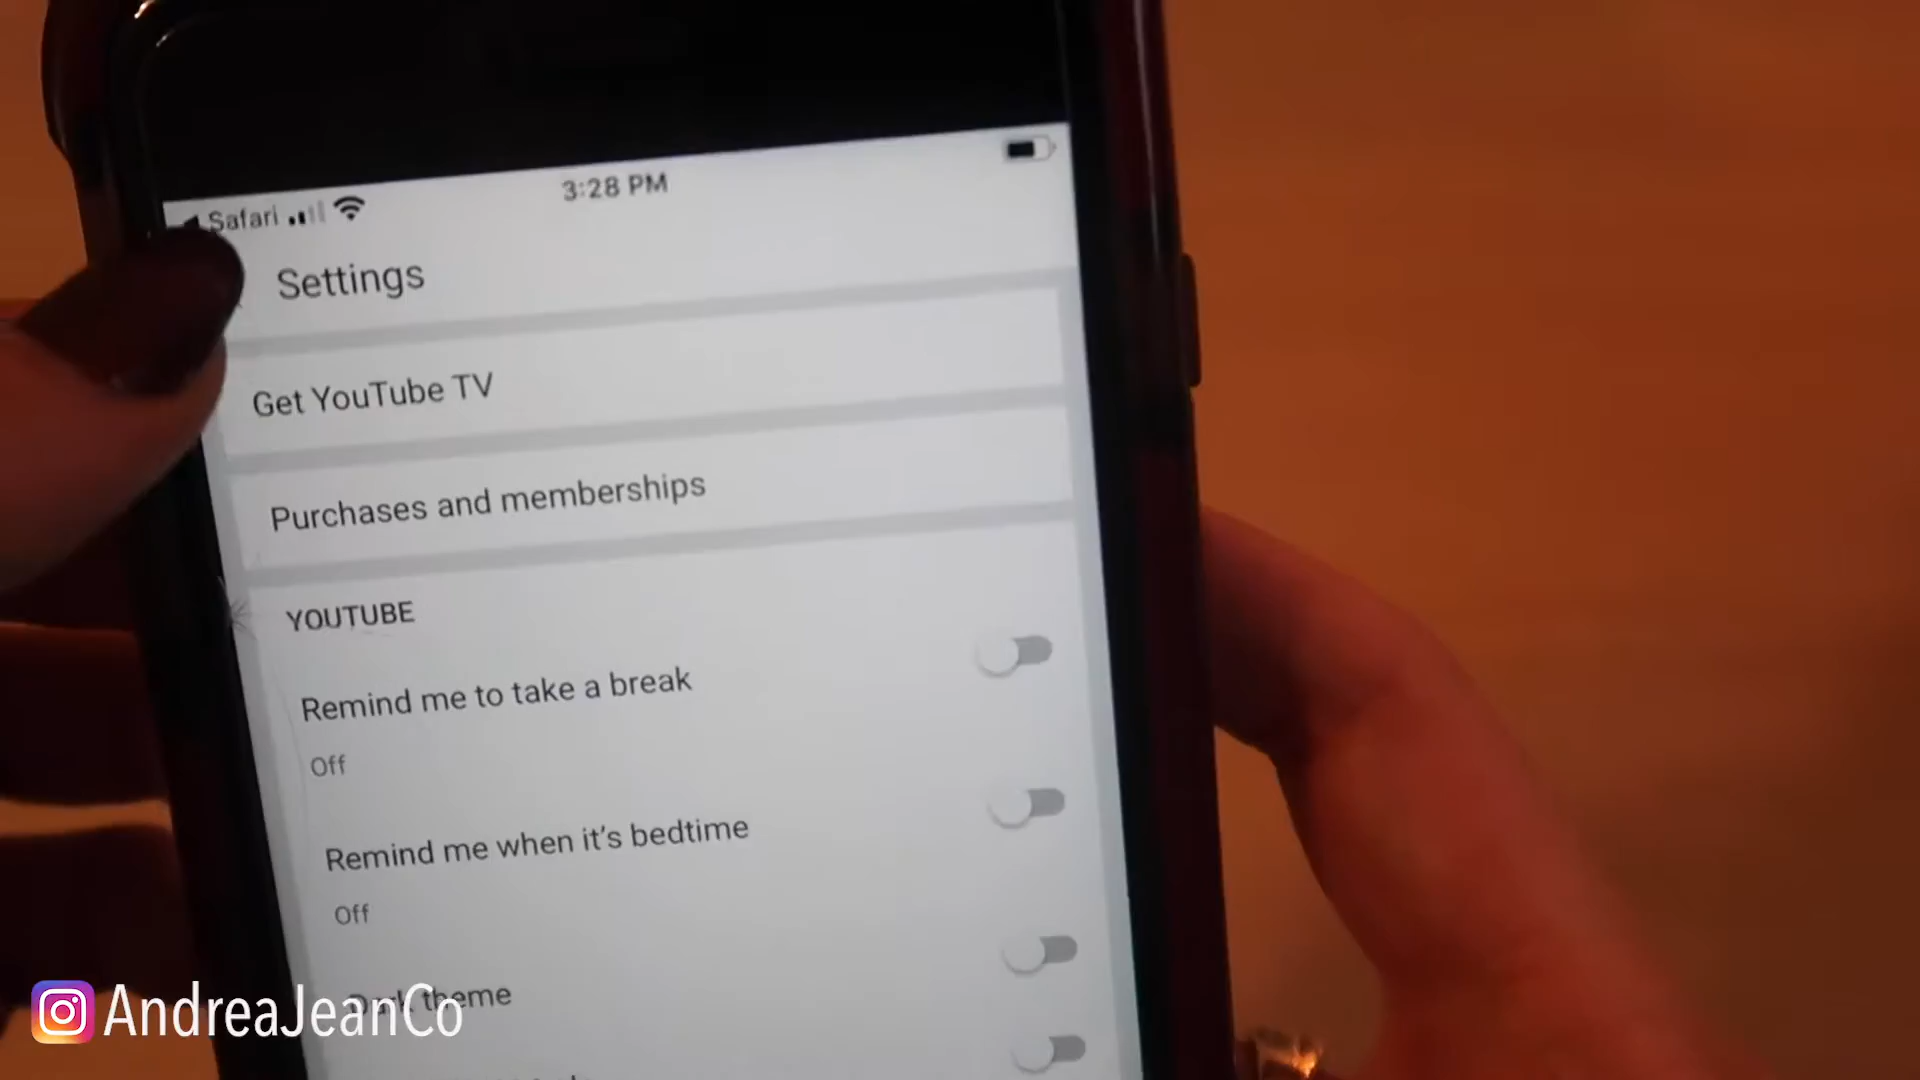 Safari
3:28 PM
Settings
Get YouTube TV
Purchases and memberships
YOUTUBE
Remind me to take a break
Off
Remind me when it's bedtime
Off
Dark theme
AndreaJeanCo